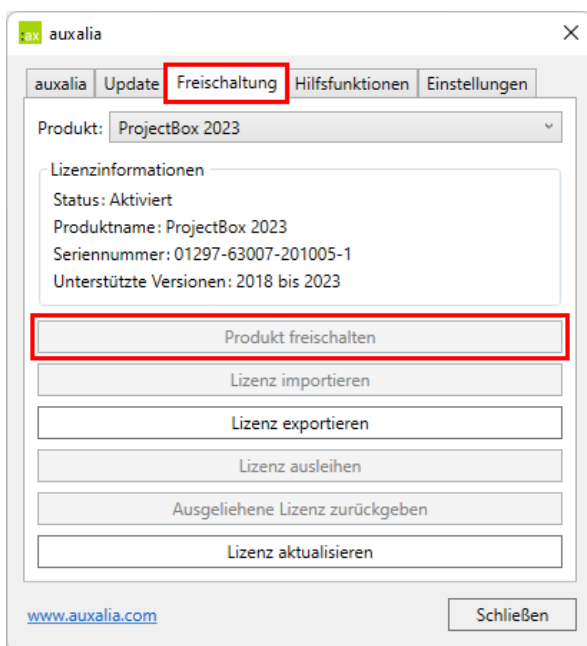 :ax auxalia
auxalia Update Freischaltung Hilfsfunktionen Einstellungen
Produkt: ProjectBox 2023
Lizenzinformationen
Status: Aktiviert
Produktname: ProjectBox 2023
Seriennummer: 01297-63007-201005-1
Unterstützte Versionen: 2018 bis 2023
Produkt freischalten
Lizenz importieren
Lizenz exportieren
Lizenz ausleihen
Ausgeliehene Lizenz zurückgeben
Lizenz aktualisieren
www.auxalia.com Schließen